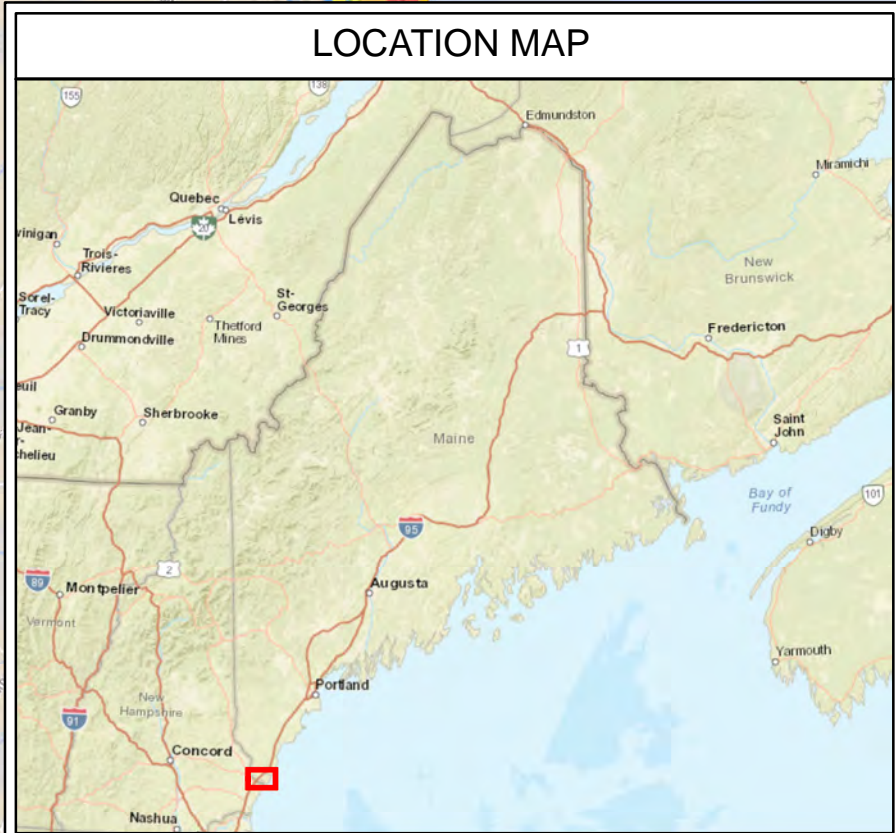 LOCATION MAP
155
138
Edmundston
Miramichi
Quebec
Lévis
20
vinigan
Trois-
Rivieres
New
Brunswick
Sorel-
Tracy
Victoriaville
St-
Georges
Thetford
Mines
Fredericton
Drummondville
1
euil
Granby
Sherbrooke
Saint
John
Jean-
r-
chelieu
Maine
Bay of
Fundy
101
95
Digby
2
89
Montpelier
Augusta
Vermont
Yarmouth
Portland
New
Hampshire
91
Concord
Nashua